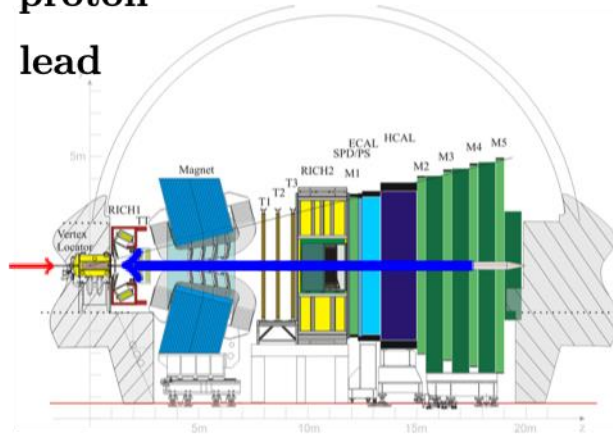 proton
lead
y
5m
Magnet
SPD/PS
ECAL
HCAL
M1
M2
M3
M4
M5
RICH2
T1
T2
T3
RICH1
TT
Vertex
Locator
5m
10m
15m
20m
z